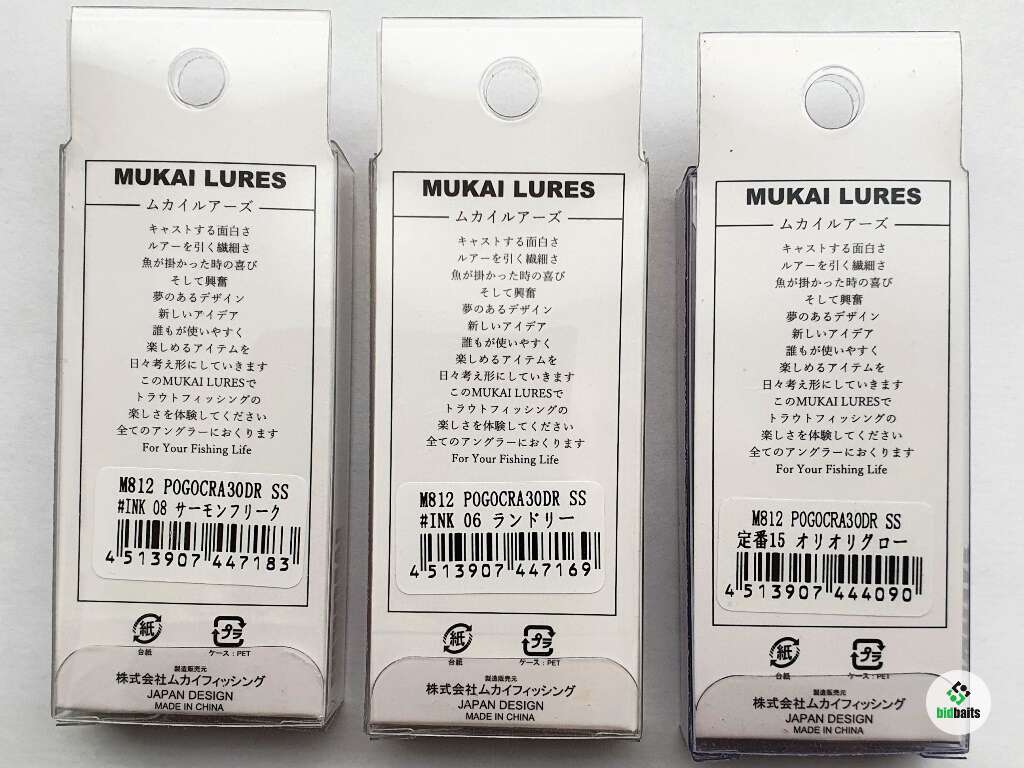 MUKAI LURES
ムカイルアーズ
キャストする面白さ
ルアーを引く繊細さ
魚が掛かった時の喜び
そして興奮
夢のあるデザイン
新しいアイデア
誰もが使いやすく
楽しめるアイテムを
日々考え形にしていきます
このMUKAI LURESで
トラウトフィッシングの
楽しさを体験してください
全てのアングラーにおくります
For Your Fishing Life
M812 POGOCRA30DR SS
#INK 08 サーモンフリーク
4 513907 447183
紙
台紙
プラ
ケース：PET
製造販売元
株式会社ムカイフィッシング
JAPAN DESIGN
MADE IN CHINA
MUKAI LURES
ムカイルアーズ
キャストする面白さ
ルアーを引く繊細さ
魚が掛かった時の喜び
そして興奮
夢のあるデザイン
新しいアイデア
誰もが使いやすく
楽しめるアイテムを
日々考え形にしていきます
このMUKAI LURESで
トラウトフィッシングの
楽しさを体験してください
全てのアングラーにおくります
For Your Fishing Life
M812 POGOCRA30DR SS
#INK 06 ランドリー
4 513907 447169
紙
台紙
プラ
ケース：PET
製造販売元
株式会社ムカイフィッシング
JAPAN DESIGN
MADE IN CHINA
MUKAI LURES
ムカイルアーズ
キャストする面白さ
ルアーを引く繊細さ
魚が掛かった時の喜び
そして興奮
夢のあるデザイン
新しいアイデア
誰もが使いやすく
楽しめるアイテムを
日々考え形にしていきます
このMUKAI LURESで
トラウトフィッシングの
楽しさを体験してください
全てのアングラーにおくります
For Your Fishing Life
M812 POGOCRA30DR SS
定番15 オリオリグロー
4 513907 444090
紙
台紙
プラ
ケース：PET
製造販売元
株式会社ムカイフィッシング
JAPAN DESIGN
MADE IN CHINA
bidbaits